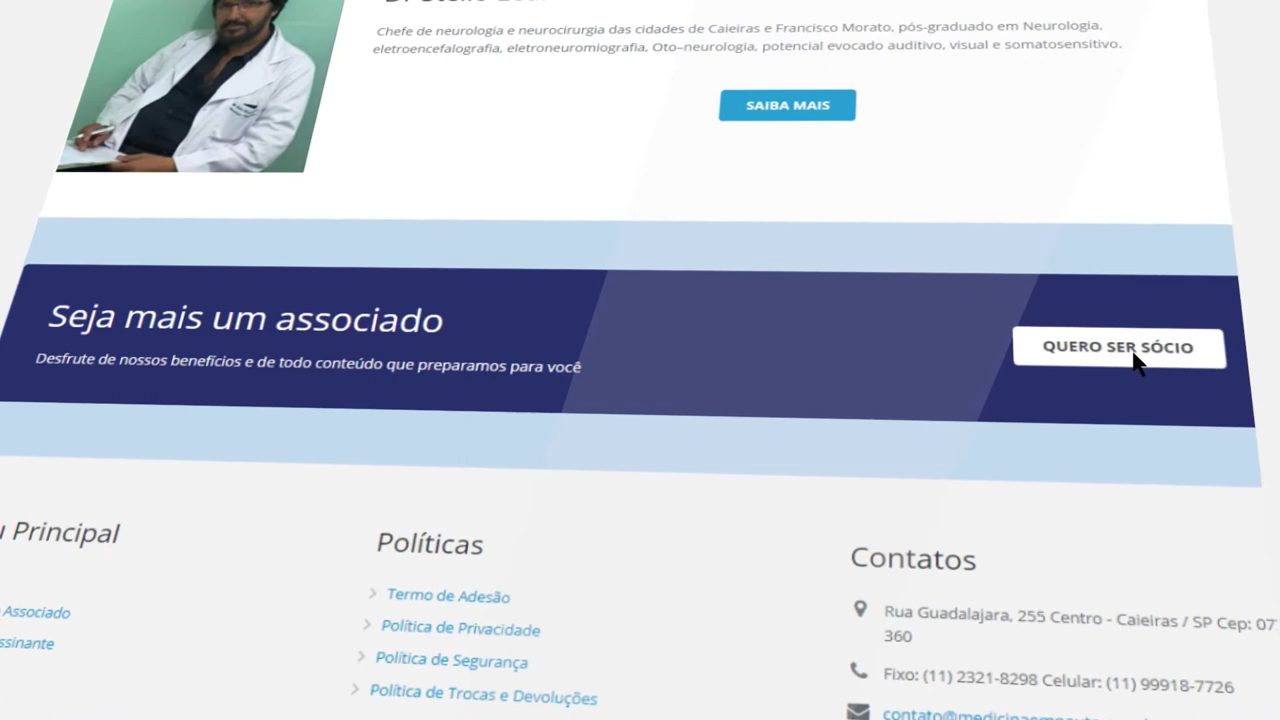 Chefe de neurologia e neurocirurgia das cidades de Caieiras e Francisco Morato, pós-graduado em Neurologia,
eletroencefalografia, eletroneuromiografia, Oto–neurologia, potencial evocado auditivo, visual e somatosensitivo.
SAIBA MAIS
Seja mais um associado
Desfrute de nossos benefícios e de todo conteúdo que preparamos para você
QUERO SER SÓCIO
Principal
Associado
Políticas
Termo de Adesão
Política de Privacidade
Política de Segurança
Política de Trocas e Devoluções
Contatos
Rua Guadalajara, 255 Centro - Caieiras / SP Cep: 07
360
Fixo: (11) 2321-8298 Celular: (11) 99918-7726